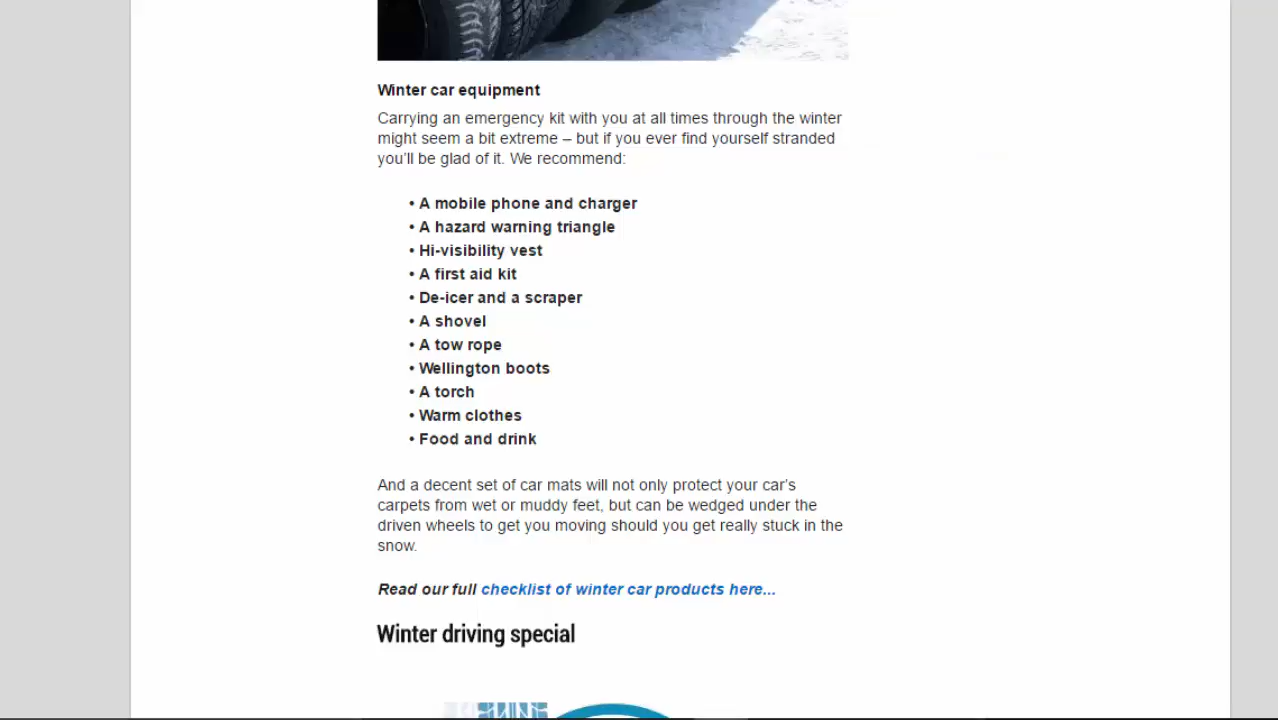 Winter car equipment
Carrying an emergency kit with you at all times through the winter
might seem a bit extreme – but if you ever find yourself stranded
you'll be glad of it. We recommend:
• A mobile phone and charger
• A hazard warning triangle
• Hi-visibility vest
• A first aid kit
• De-icer and a scraper
• A shovel
• A tow rope
• Wellington boots
• A torch
• Warm clothes
• Food and drink
And a decent set of car mats will not only protect your car's
carpets from wet or muddy feet, but can be wedged under the
driven wheels to get you moving should you get really stuck in the
snow.
Read our full checklist of winter car products here...
Winter driving special